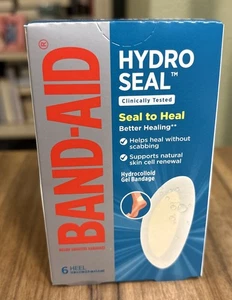 BAND-AID®
HYDRO
SEAL™
Clinically Tested
Seal to Heal
Better Healing**
Helps heal without
scabbing
Supports natural
skin cell renewal
Hydrocolloid
Gel Bandage
6 HEEL